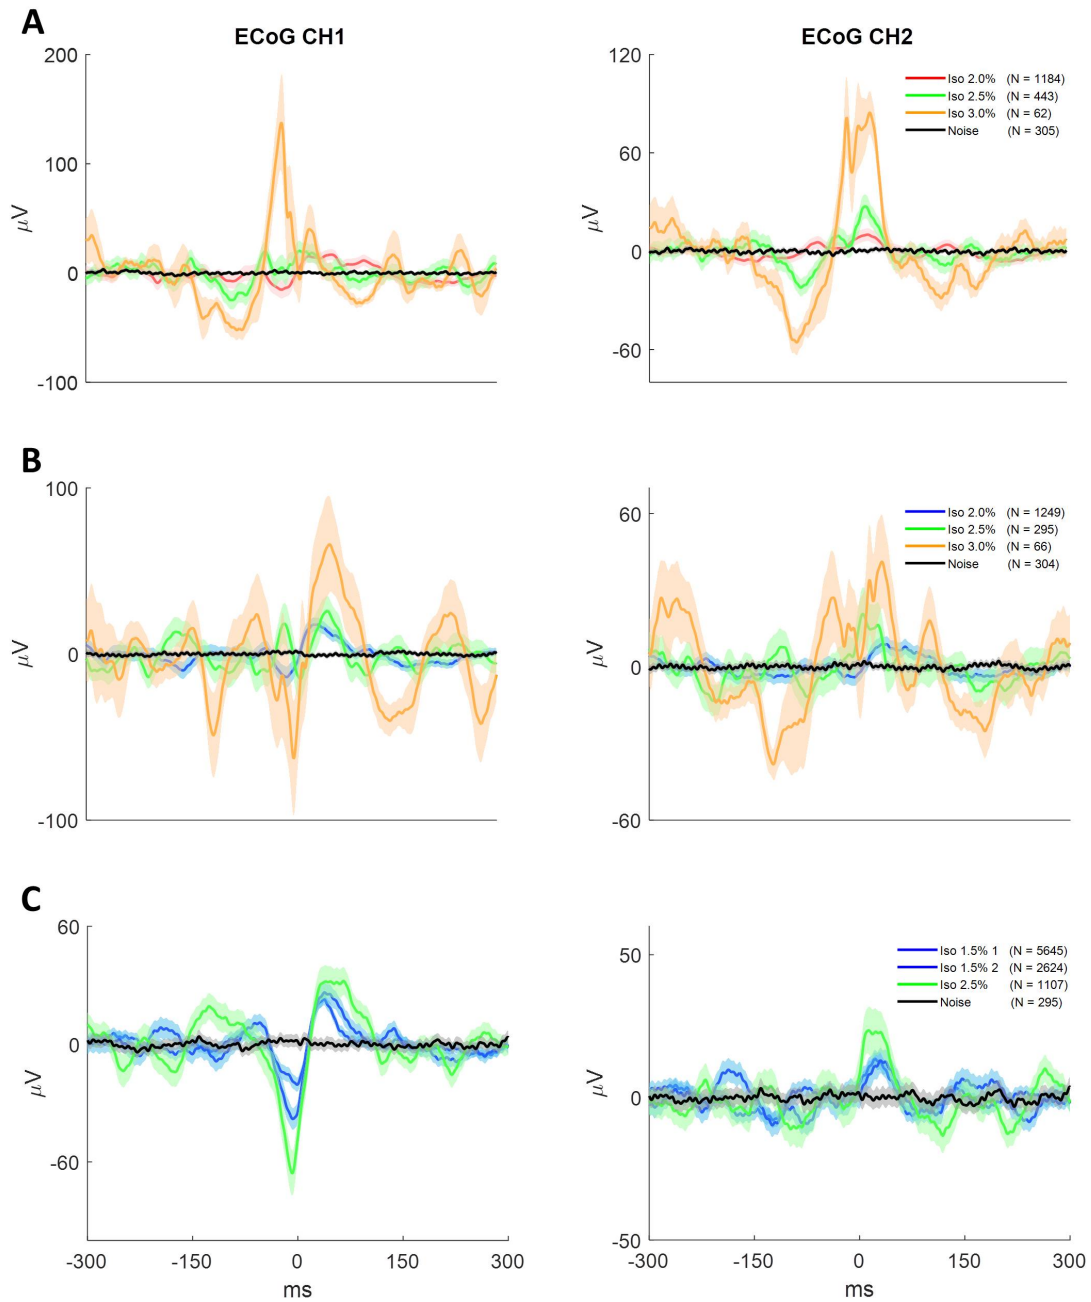 A
ECoG CH1
ECoG CH2
200
100
0
-100
μV
120
60
0
-60
μV
Iso 2.0% (N = 1184)
Iso 2.5% (N = 443)
Iso 3.0% (N = 62)
Noise (N = 305)
B
100
0
-100
μV
60
0
-60
μV
Iso 2.0% (N = 1249)
Iso 2.5% (N = 295)
Iso 3.0% (N = 66)
Noise (N = 304)
C
60
0
-60
μV
-300 -150 0 150 300
ms
50
0
-50
μV
Iso 1.5% 1 (N = 5645)
Iso 1.5% 2 (N = 2624)
Iso 2.5% (N = 1107)
Noise (N = 295)
-300 -150 0 150 300
ms